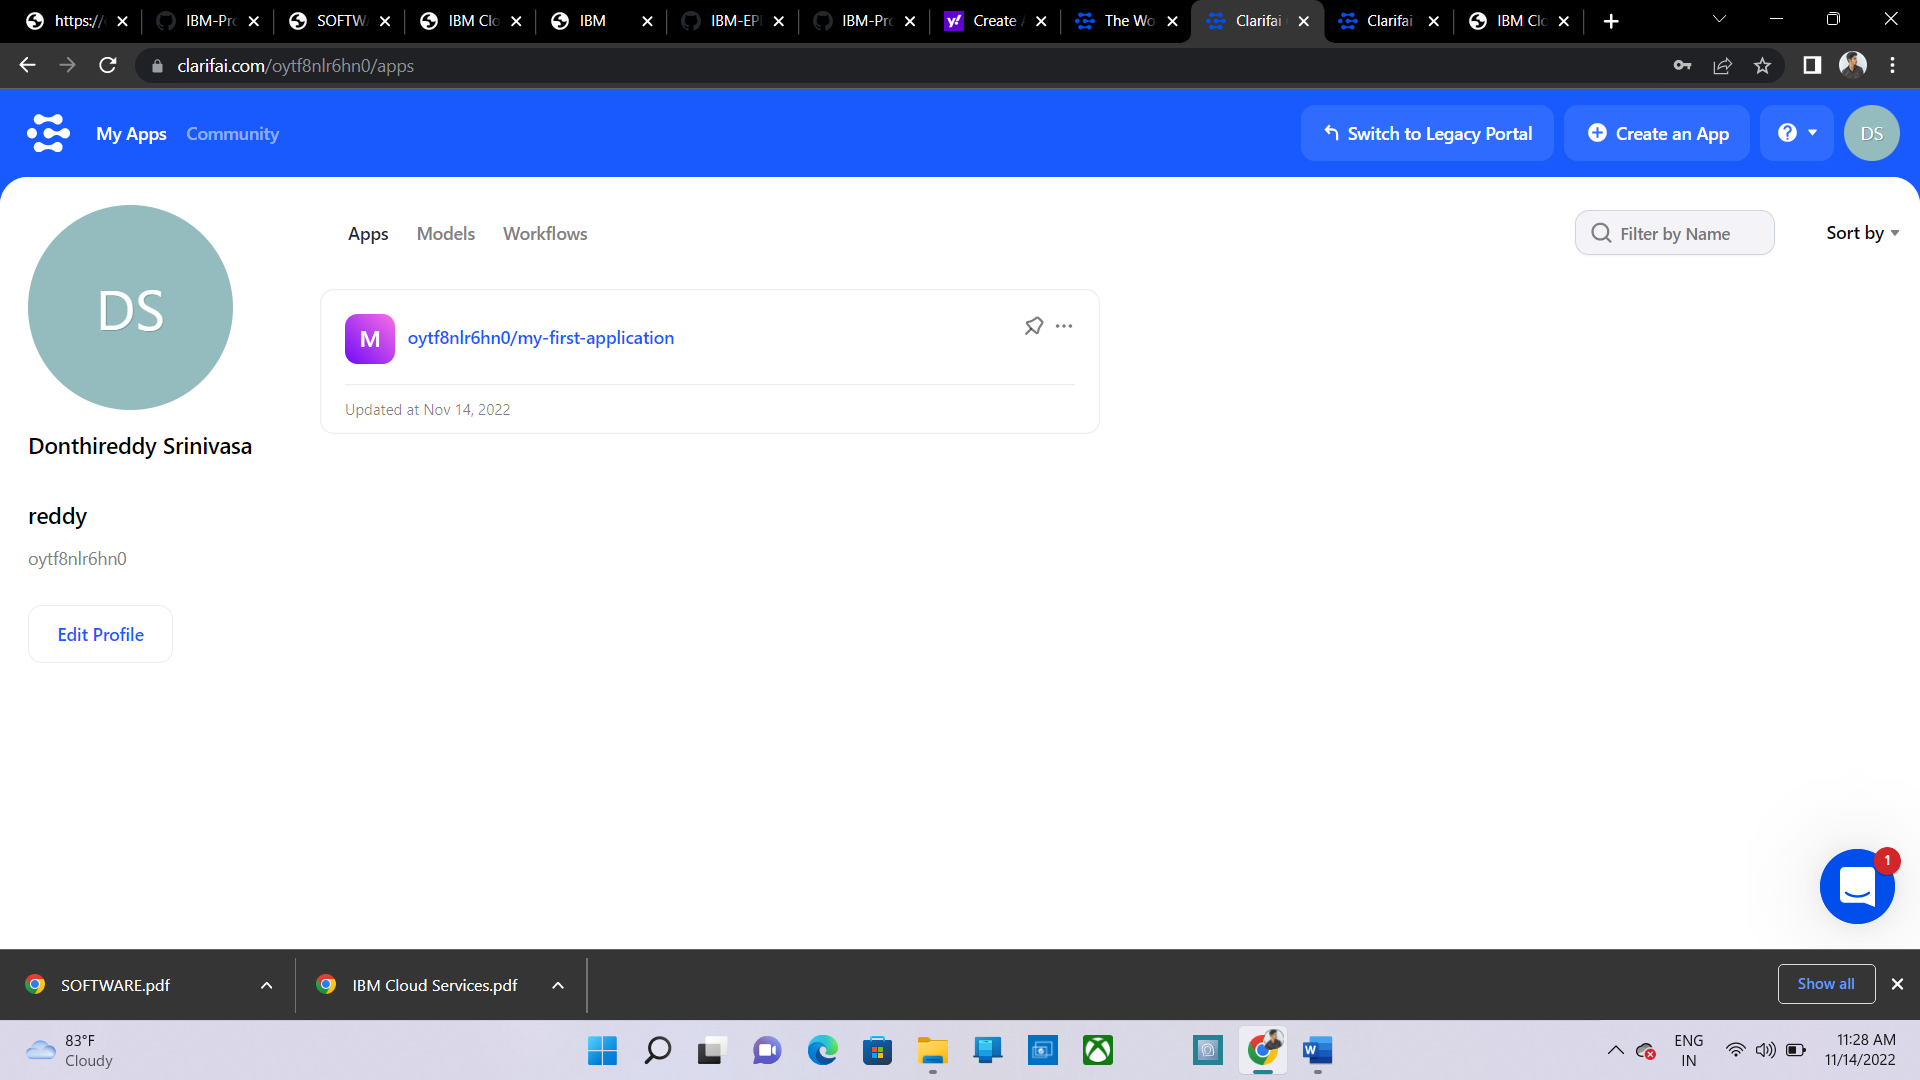 https://
IBM-Pro
SOFTW
IBM Clo
IBM
IBM-EPI
IBM-Pro
y!
Create
The Wo
Clarifai
Clarifai
IBM Clo
clarifai.com/oytf8nlr6hn0/apps
My Apps
Community
Switch to Legacy Portal
Create an App
DS
DS
Donthireddy Srinivasa
reddy
oytf8nlr6hn0
Edit Profile
Apps
Models
Workflows
Filter by Name
Sort by
M
oytf8nlr6hn0/my-first-application
Updated at Nov 14, 2022
1
SOFTWARE.pdf
IBM Cloud Services.pdf
Show all
83°F
Cloudy
W
ENG
IN
11:28 AM
11/14/2022